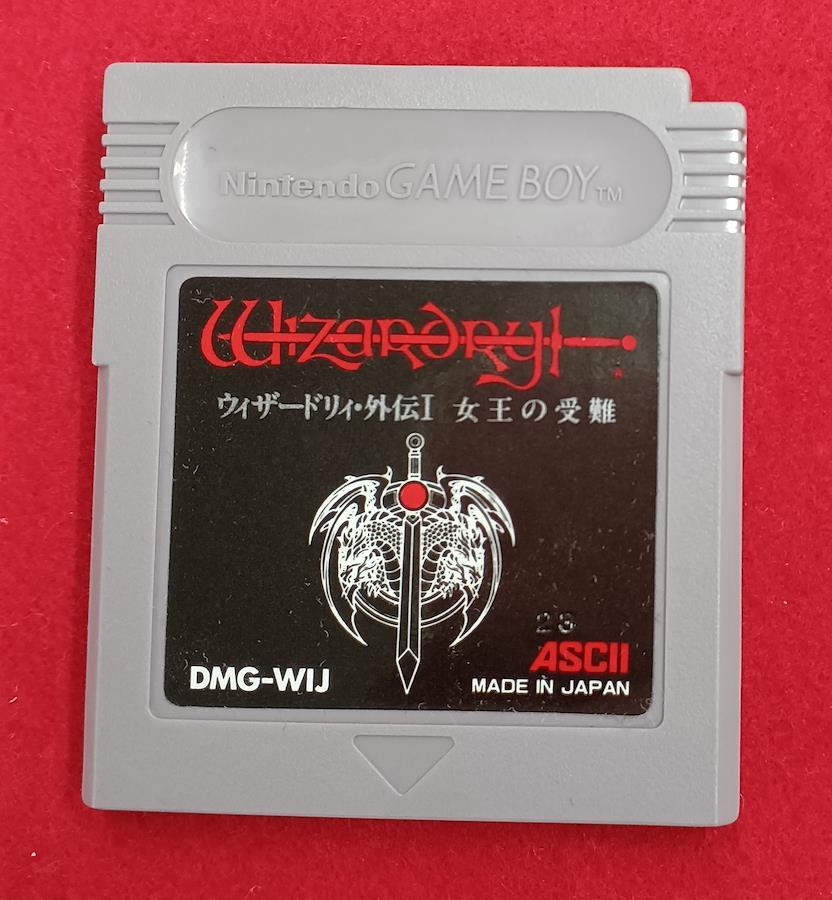 Nintendo GAME BOY™
Wizardry
ウィザードリィ・外伝I 女王の受難
28
ASCII
DMG-WIJ
MADE IN JAPAN